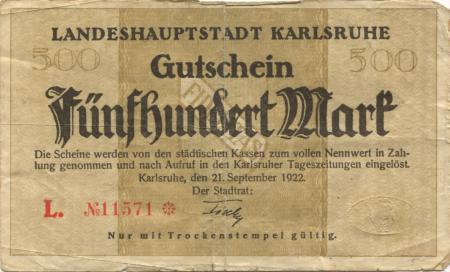 LANDESHAUPTSTADT KARLSRUHE
500 500
Gutschein
Fünfhundert Mark
Die Scheine werden von den städtischen Kassen zum vollen Nennwert in Zah-
lung genommen und nach Aufruf in den Karlsruher Tageszeitungen eingelöst.
Karlsruhe, den 21. September 1922.
Der Stadtrat:
L. №11571 *
Nur mit Trockenstempel gültig.